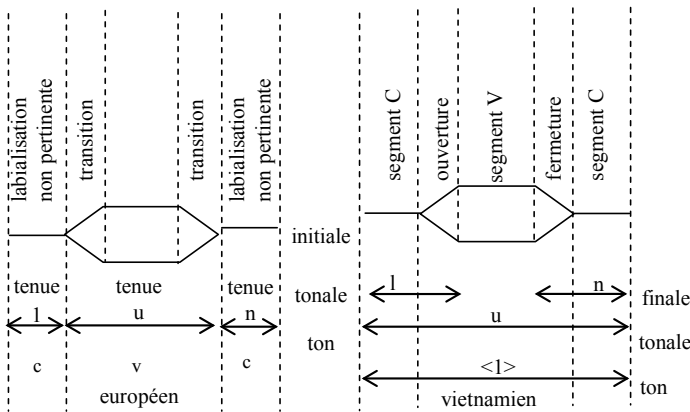 labialisation
non pertinente
transition
transition
labialisation
non pertinente
segment C
ouverture
segment V
fermeture
segment C
initiale
tenue tenue tenue
tonale
l n finale
l u n
ton
u
tonale
c v c
<1>
ton
européen
vietnamien